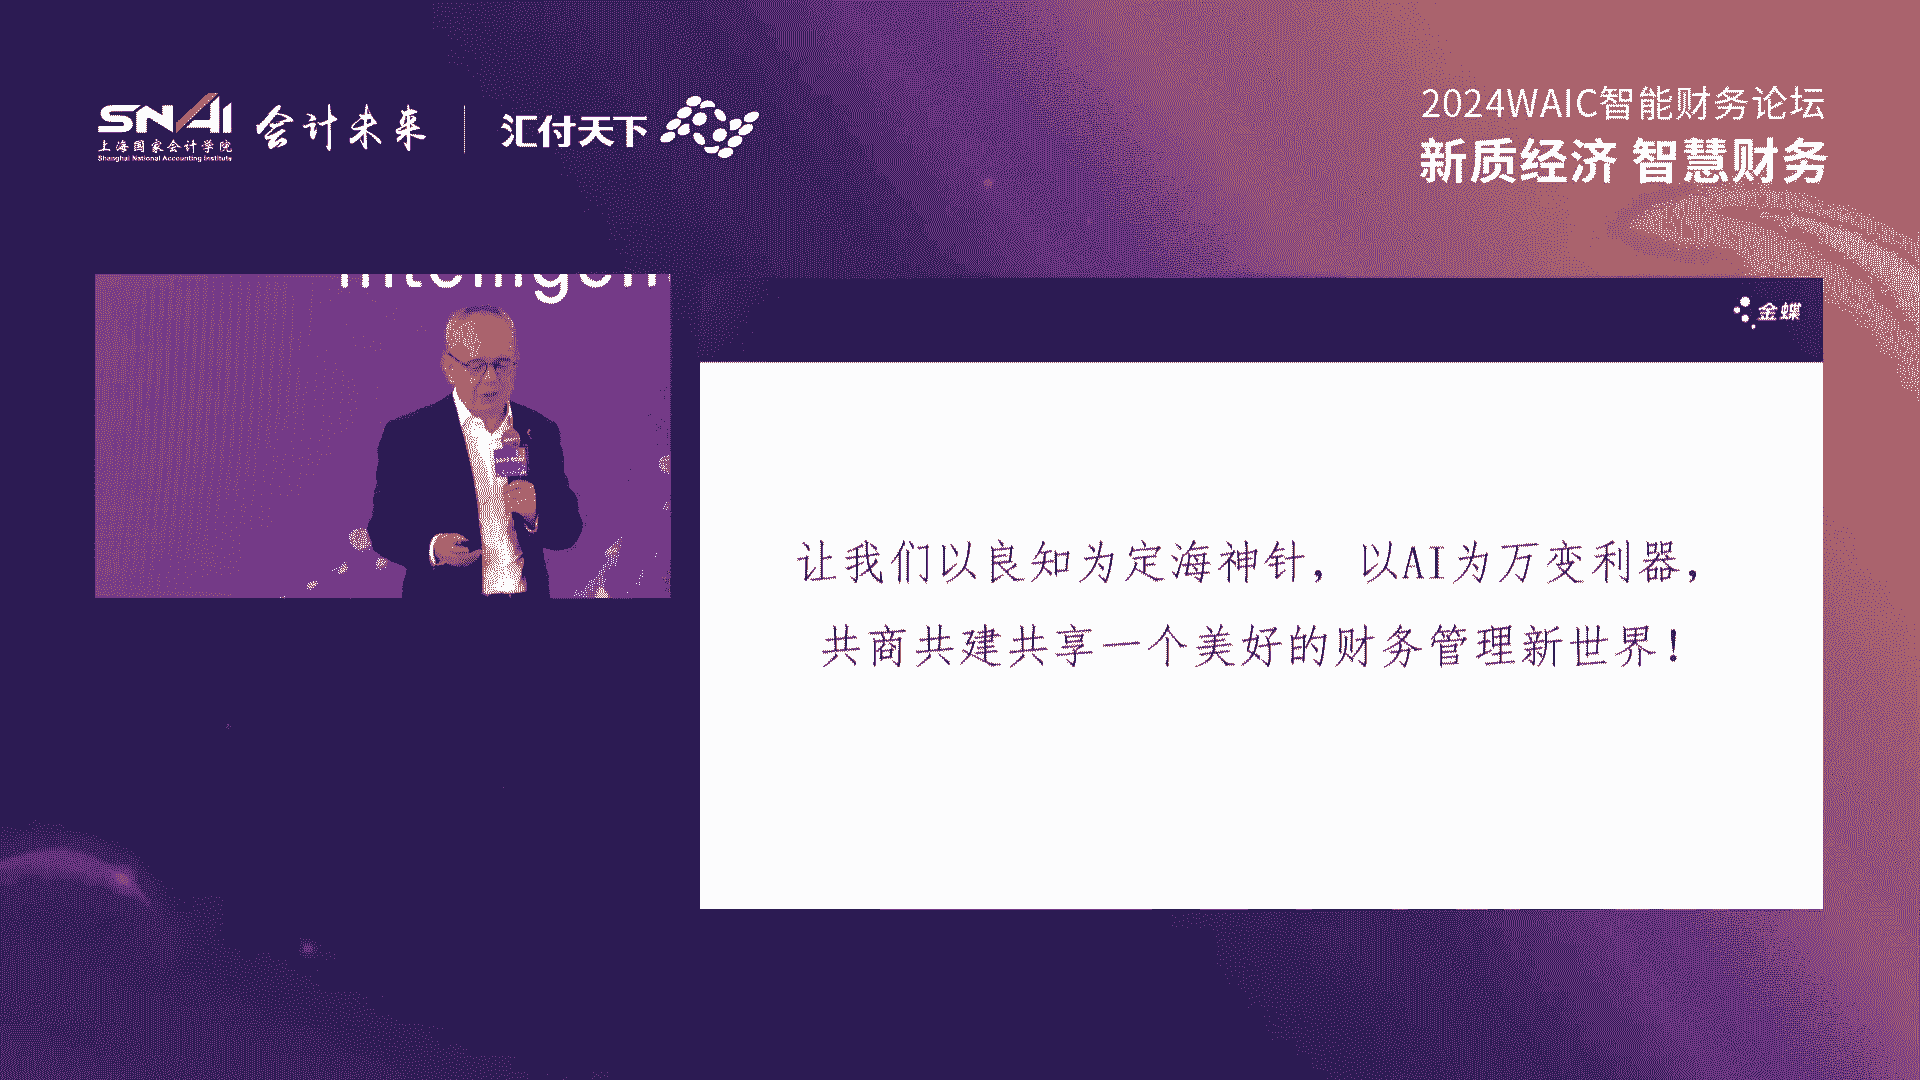 SNAI
上海国家会计学院
Shanghai National Accounting Institute
会计未来
汇付天下
2024WAIC智能财务论坛
新质经济 智慧财务
intelligen
金蝶
让我们以良知为定海神针，以AI为万变利器，
共商共建共享一个美好的财务管理新世界！